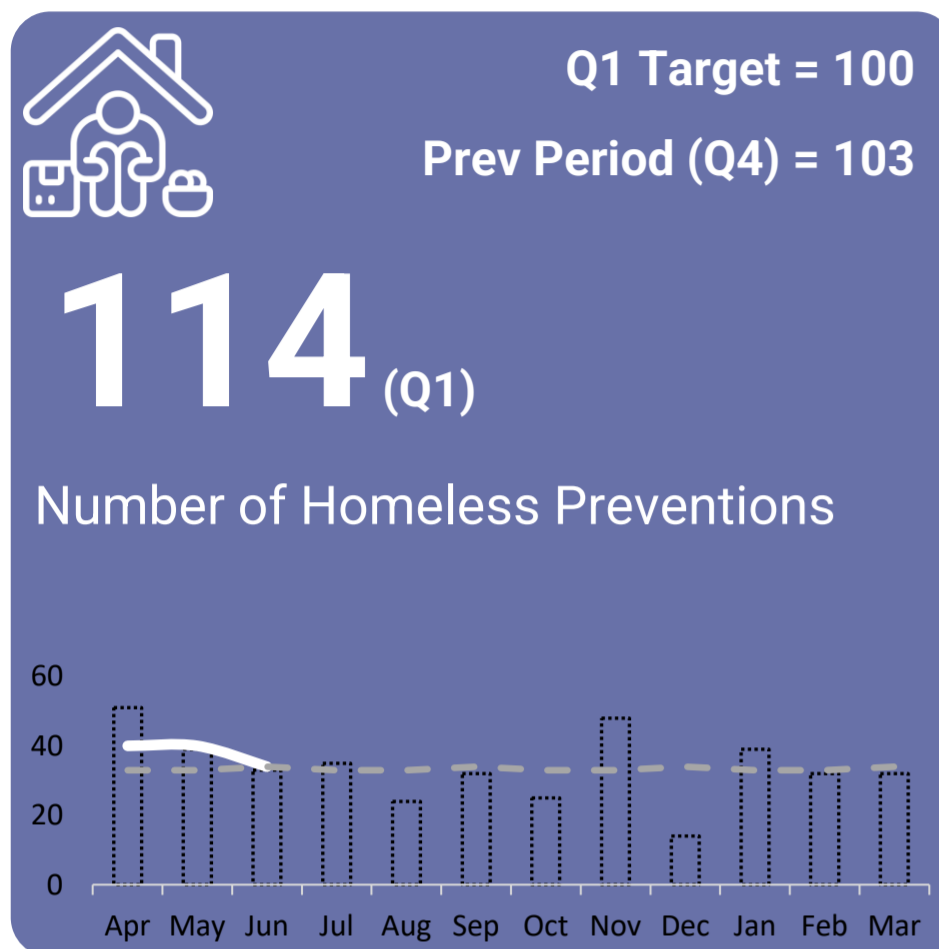 Q1 Target = 100
Prev Period (Q4) = 103
114 (Q1)
Number of Homeless Preventions
60
40
20
0
Apr May Jun Jul Aug Sep Oct Nov Dec Jan Feb Mar